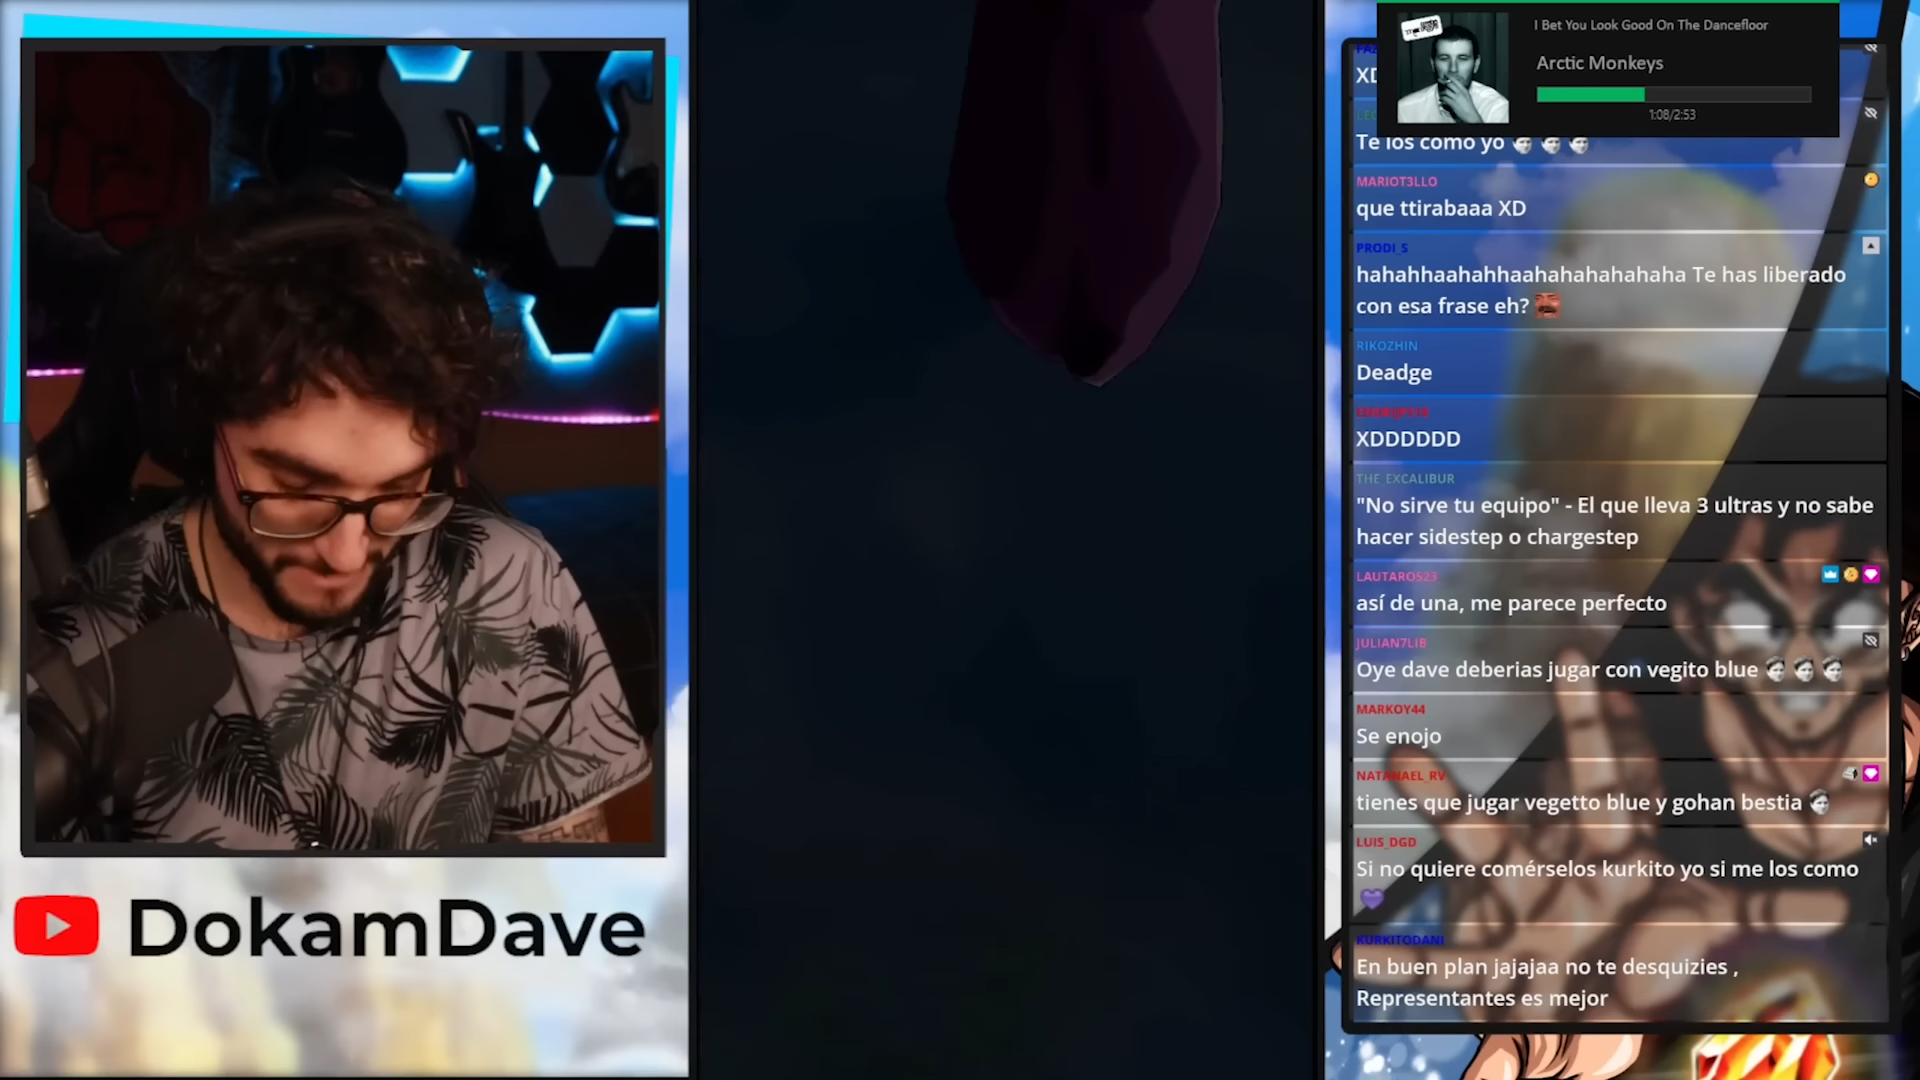 DokamDave
I Bet You Look Good On The Dancefloor
Arctic Monkeys
1:08/2:53
XD
Te los como yo
MARIOT3LLO
que ttirabaaa XD
PRODI_S
hahahhaahahhaahahahahahaha Te has liberado
con esa frase eh?
RIKOZHIN
Deadge
XDDDDDD
THE EXCALIBUR
"No sirve tu equipo" - El que lleva 3 ultras y no sabe
hacer sidestep o chargestep
LAUTARO523
así de una, me parece perfecto
JULIAN7LIB
Oye dave deberias jugar con vegito blue
MARKOY44
Se enojo
NATANAEL_RV
tienes que jugar vegetto blue y gohan bestia
LUIS_DGD
Si no quiere comérselos kurkito yo si me los como
KURKITODANI
En buen plan jajajaa no te desquizies ,
Representantes es mejor